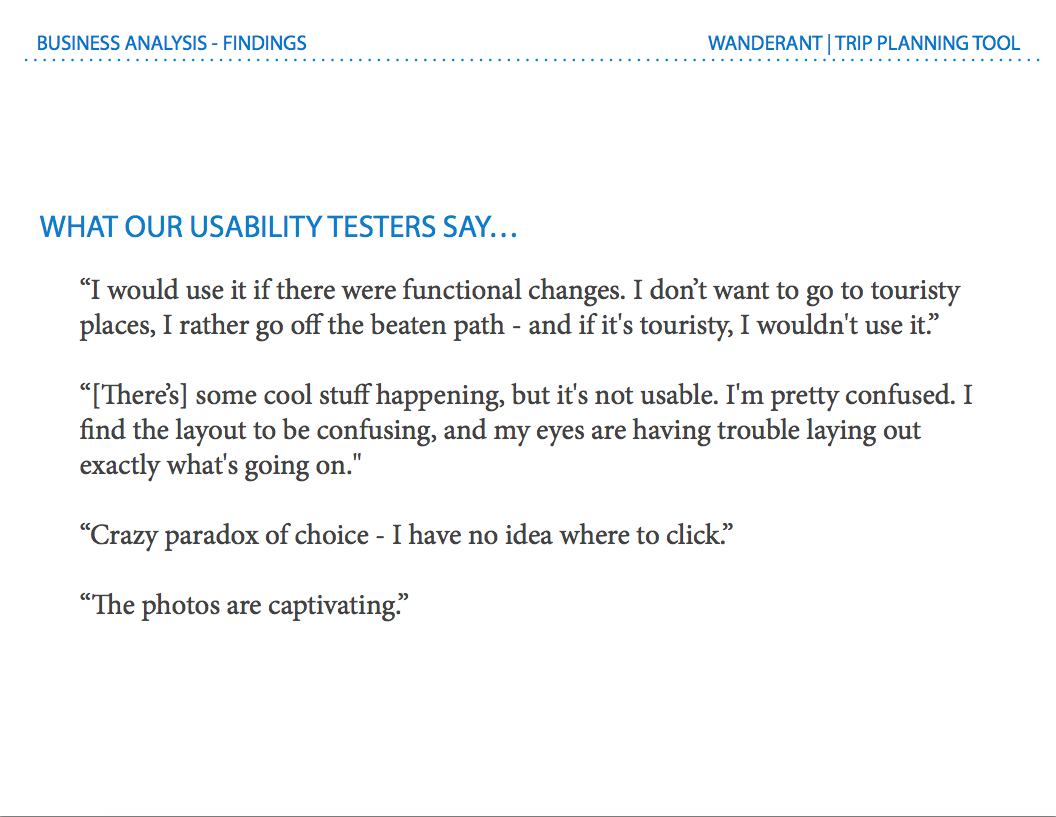 BUSINESS ANALYSIS - FINDINGS
WANDERANT | TRIP PLANNING TOOL
WHAT OUR USABILITY TESTERS SAY…
“I would use it if there were functional changes. I don’t want to go to touristy
places, I rather go off the beaten path - and if it's touristy, I wouldn't use it.”
“[There’s] some cool stuff happening, but it's not usable. I'm pretty confused. I
find the layout to be confusing, and my eyes are having trouble laying out
exactly what's going on."
“Crazy paradox of choice - I have no idea where to click.”
“The photos are captivating.”